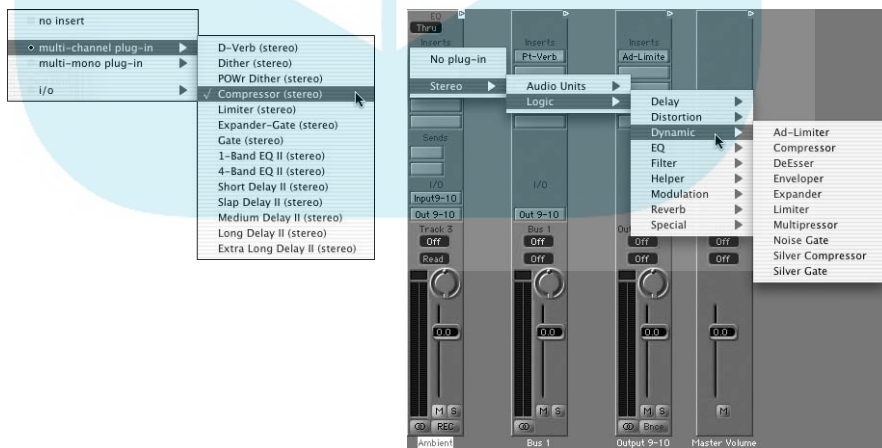 no insert
multi-channel plug-in
multi-mono plug-in
i/o
D-Verb (stereo)
Dither (stereo)
POWr Dither (stereo)
✓ Compressor (stereo)
Limiter (stereo)
Expander-Gate (stereo)
Gate (stereo)
1-Band EQ II (stereo)
4-Band EQ II (stereo)
Short Delay II (stereo)
Slap Delay II (stereo)
Medium Delay II (stereo)
Long Delay II (stereo)
Extra Long Delay II (stereo)
EQ
Thru
Inserts
Inserts
Inserts
Pt-Verb
Ad-Limite
No plug-in
Stereo
Audio Units
Logic
Delay
Distortion
Dynamic
EQ
Filter
Helper
Modulation
Reverb
Special
Ad-Limiter
Compressor
DeEsser
Enveloper
Expander
Limiter
Multipressor
Noise Gate
Silver Compressor
Silver Gate
Sends
I/O
I/O
Input9-10
Out 9-10
Out 9-10
Track 3
Bus 1
Off
Off
Off
Off
Read
Off
Off
Off
0.0
0.0
0.0
0.0
M S
M S
M S
M
REC
Bnce
Ambient
Bus 1
Output 9-10
Master Volume